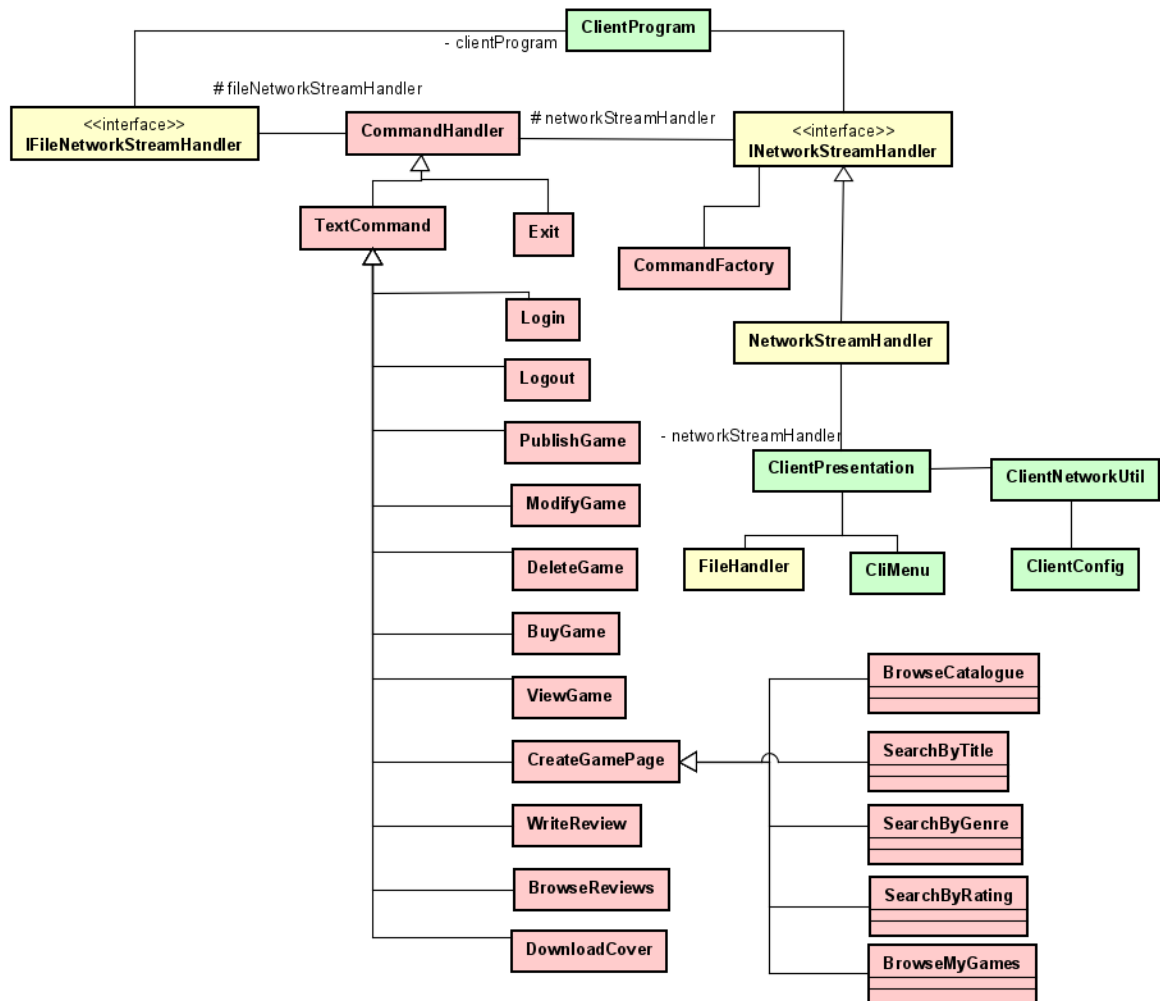 ClientProgram
- clientProgram
# fileNetworkStreamHandler
<<interface>>
IFileNetworkStreamHandler
CommandHandler
# networkStreamHandler
<<interface>>
INetworkStreamHandler
TextCommand
Exit
CommandFactory
Login
NetworkStreamHandler
Logout
PublishGame
- networkStreamHandler
ClientPresentation
ClientNetworkUtil
ModifyGame
DeleteGame
FileHandler
CliMenu
ClientConfig
BuyGame
ViewGame
BrowseCatalogue
CreateGamePage
SearchByTitle
WriteReview
SearchByGenre
BrowseReviews
SearchByRating
DownloadCover
BrowseMyGames